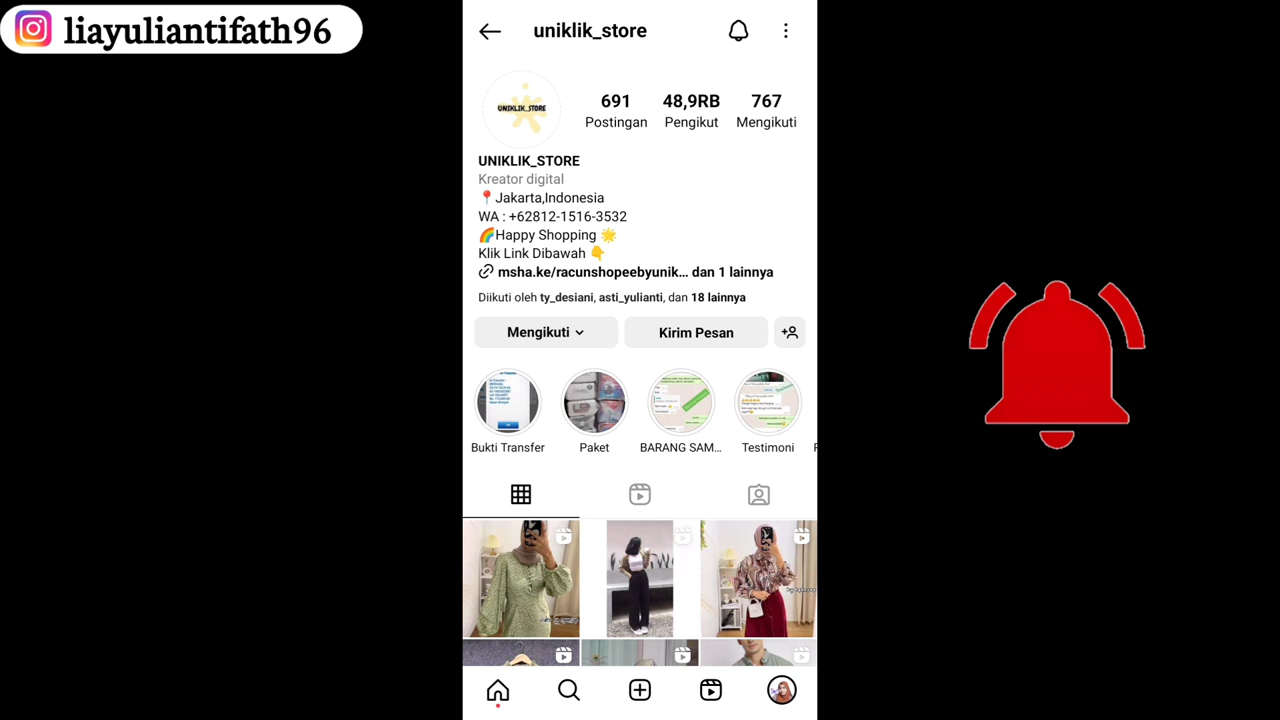 liayuliantifath96
uniklik_store
UNIKLIK_STORE
691
48,9RB
767
Postingan
Pengikut
Mengikuti
UNIKLIK_STORE
Kreator digital
📍Jakarta,Indonesia
WA : +62812-1516-3532
🌈Happy Shopping 🌟
Klik Link Dibawah 👇
msha.ke/racunshopeebyunik... dan 1 lainnya
Diikuti oleh ty_desiani, asti_yulianti, dan 18 lainnya
Mengikuti
Kirim Pesan
Bukti Transfer
Paket
BARANG SAM...
Testimoni